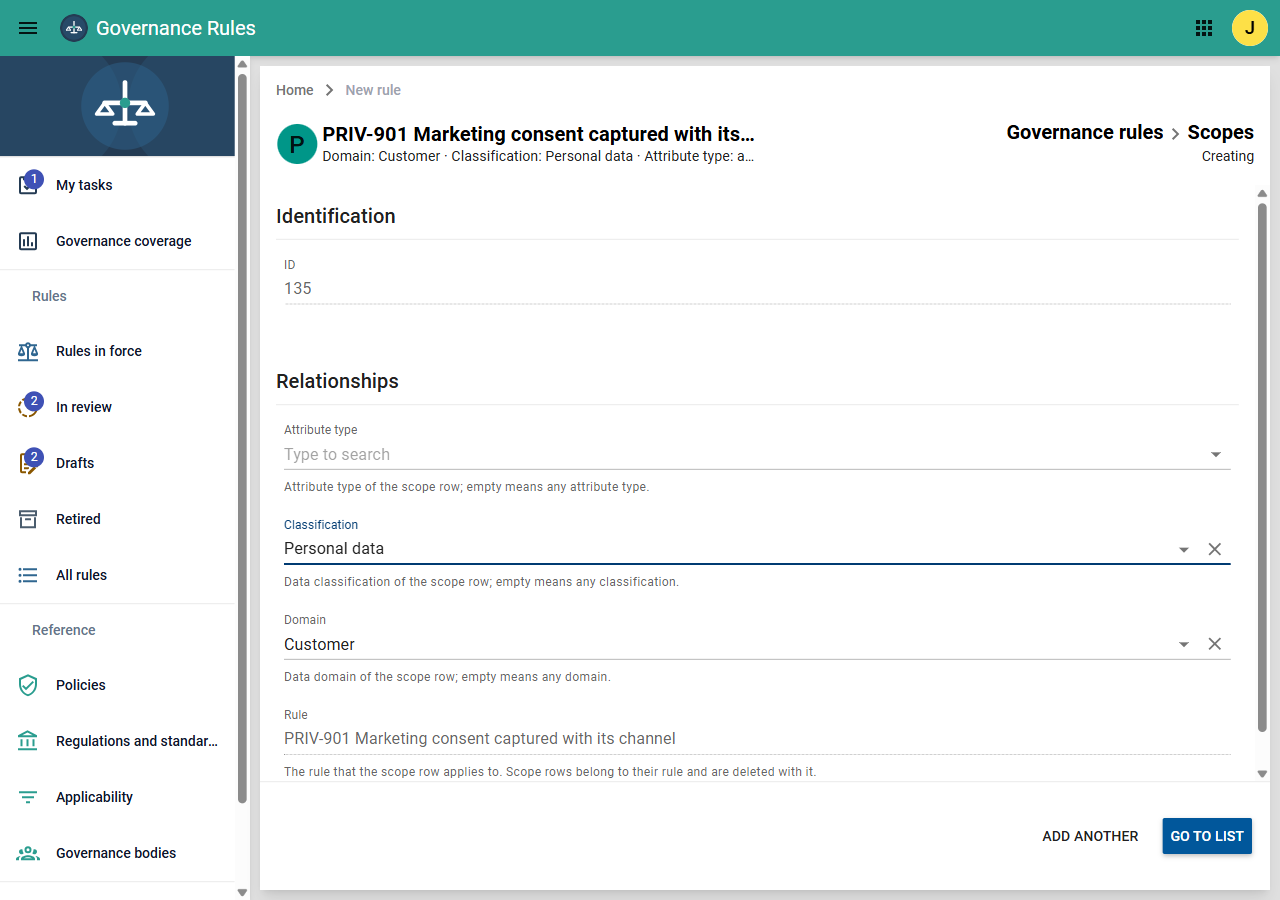 Governance Rules
J
Home
New rule
P
PRIV-901 Marketing consent captured with its…
Domain: Customer · Classification: Personal data · Attribute type: a…
Governance rules
Scopes
Creating
1
My tasks
Governance coverage
Rules
Rules in force
2
In review
2
Drafts
Retired
All rules
Reference
Policies
Regulations and standar…
Applicability
Governance bodies
Identification
ID
135
Relationships
Attribute type
Type to search
Attribute type of the scope row; empty means any attribute type.
Classification
Personal data
Data classification of the scope row; empty means any classification.
Domain
Customer
Data domain of the scope row; empty means any domain.
Rule
PRIV-901 Marketing consent captured with its channel
The rule that the scope row applies to. Scope rows belong to their rule and are deleted with it.
ADD ANOTHER
GO TO LIST